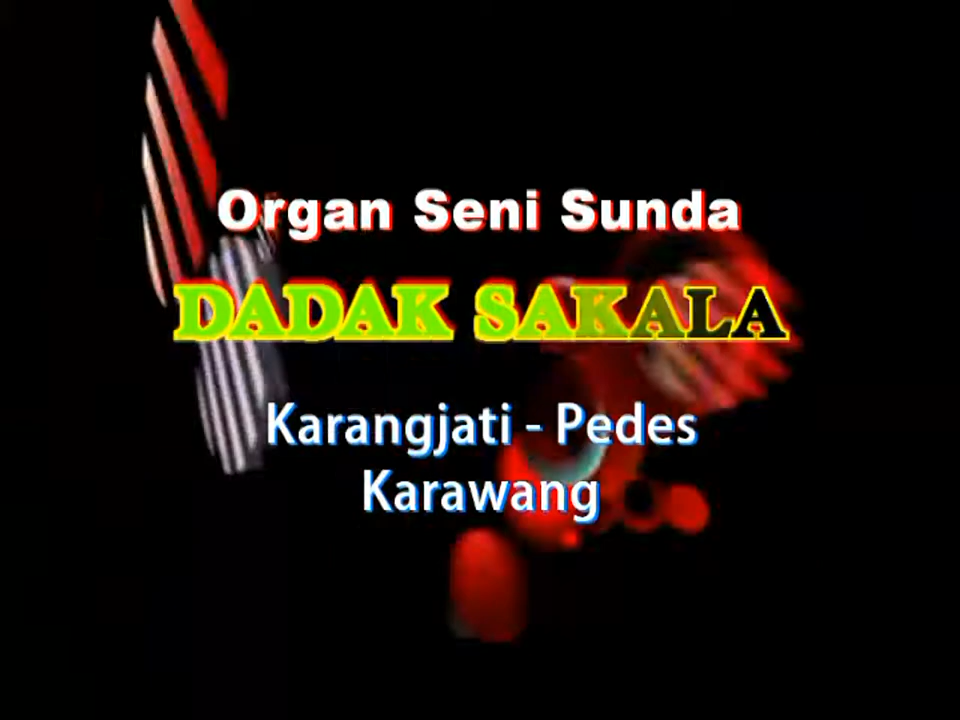 Organ Seni Sunda
DADAK SAKALA
Karangjati - Pedes
Karawang